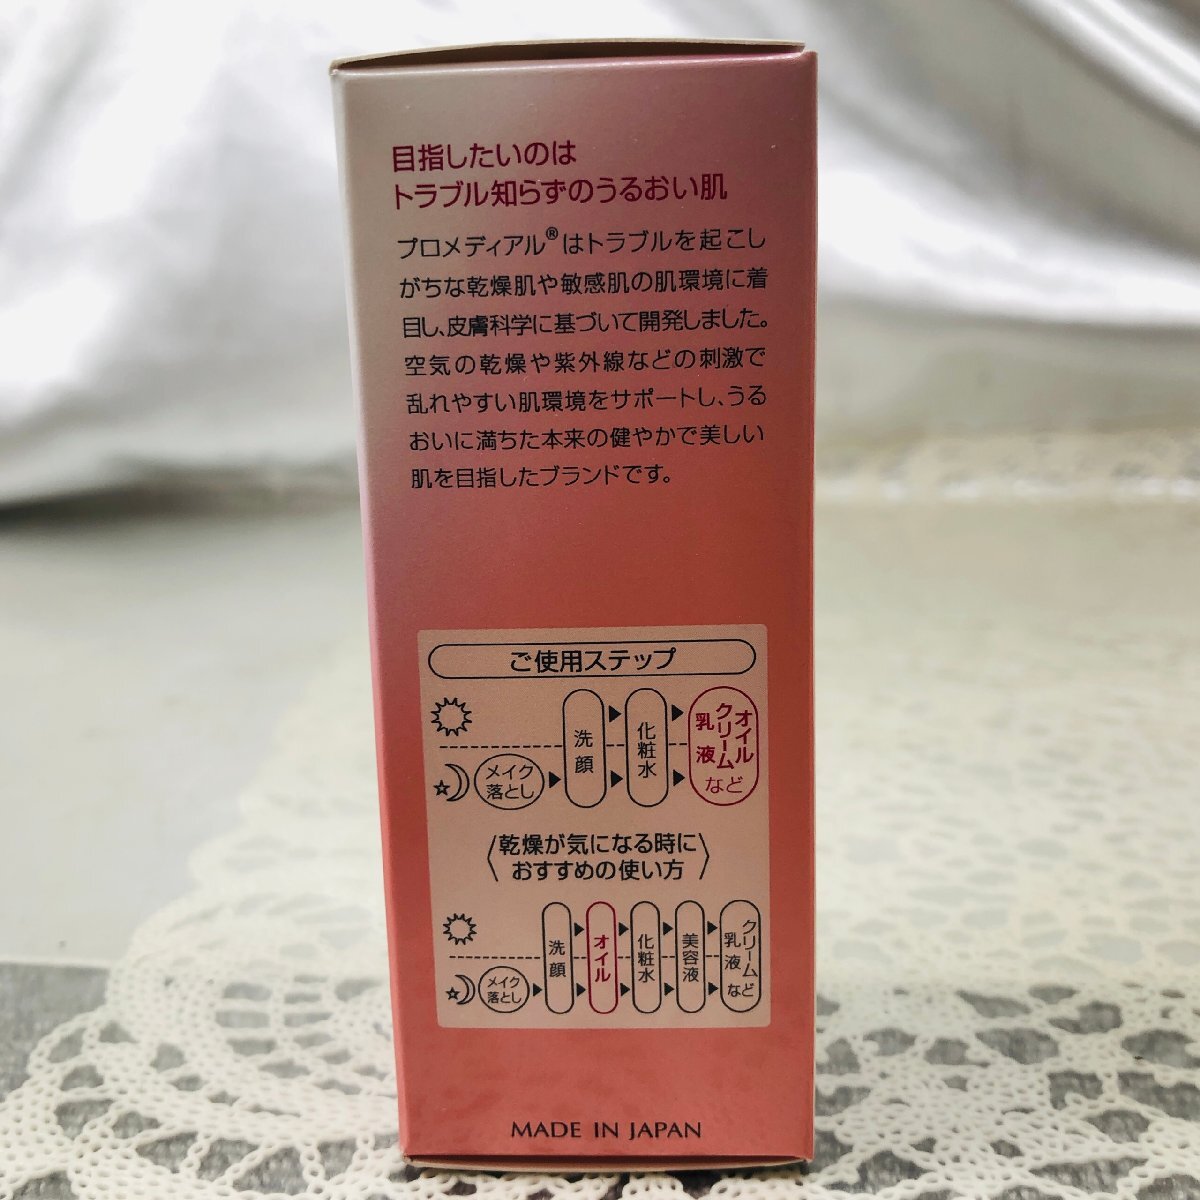 目指したいのは
トラブル知らずのうるおい肌
プロメディアル®はトラブルを起こし
がちな乾燥肌や敏感肌の肌環境に着
目し、皮膚科学に基づいて開発しました。
空気の乾燥や紫外線などの刺激で
乱れやすい肌環境をサポートし、うる
おいに満ちた本来の健やかで美しい
肌を目指したブランドです。
ご使用ステップ
メイク
落とし
洗顔
化粧水
オイル
クリーム
乳液
など
乾燥が気になる時に
おすすめの使い方
メイク
落とし
洗顔
オイル
化粧水
美容液
クリーム
乳液
など
MADE IN JAPAN